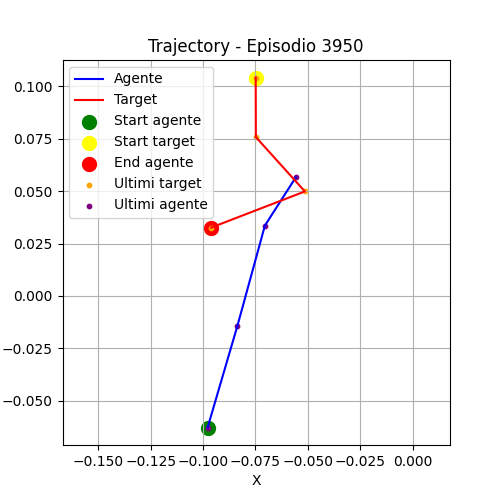 Trajectory - Episodio 3950
Agente
Target
Start agente
Start target
End agente
Ultimi target
Ultimi agente
0.100
0.075
0.050
0.025
0.000
−0.025
−0.050
−0.150
−0.125
−0.100
−0.075
−0.050
−0.025
0.000
X